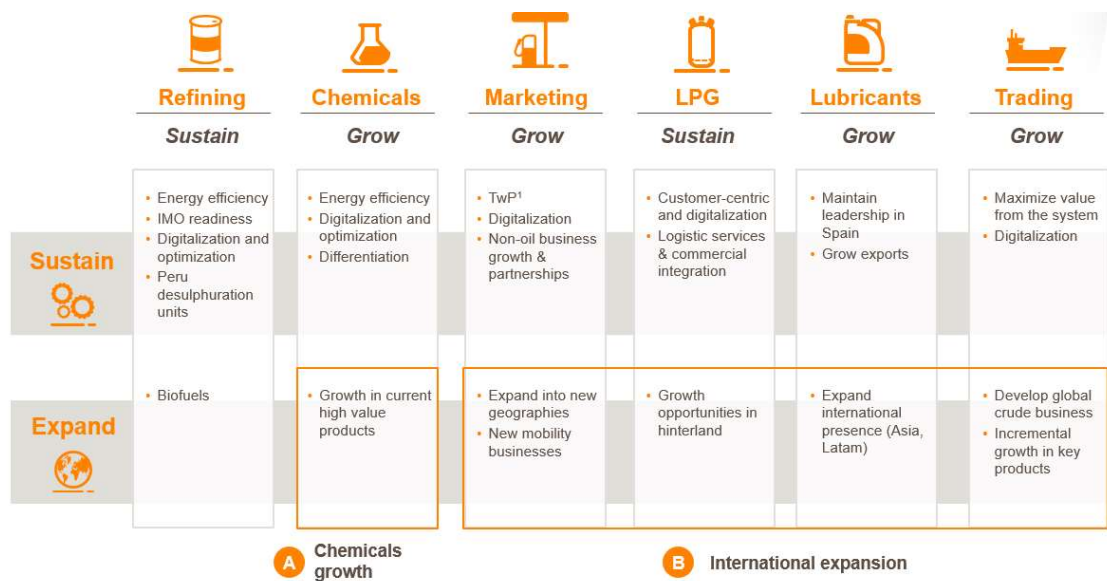 Refining
Sustain
Chemicals
Grow
Marketing
Grow
LPG
Sustain
Lubricants
Grow
Trading
Grow
Sustain
• Energy efficiency
• IMO readiness
• Digitalization and
optimization
• Peru
desulphuration
units
• Energy efficiency
• Digitalization and
optimization
• Differentiation
• TwP¹
• Digitalization
• Non-oil business
growth &
partnerships
• Customer-centric
and digitalization
• Logistic services
& commercial
integration
• Maintain
leadership in
Spain
• Grow exports
• Maximize value
from the system
• Digitalization
Expand
• Biofuels
• Growth in current
high value
products
• Expand into new
geographies
• New mobility
businesses
• Growth
opportunities in
hinterland
• Expand
international
presence (Asia,
Latam)
• Develop global
crude business
• Incremental
growth in key
products
A Chemicals
growth
B International expansion